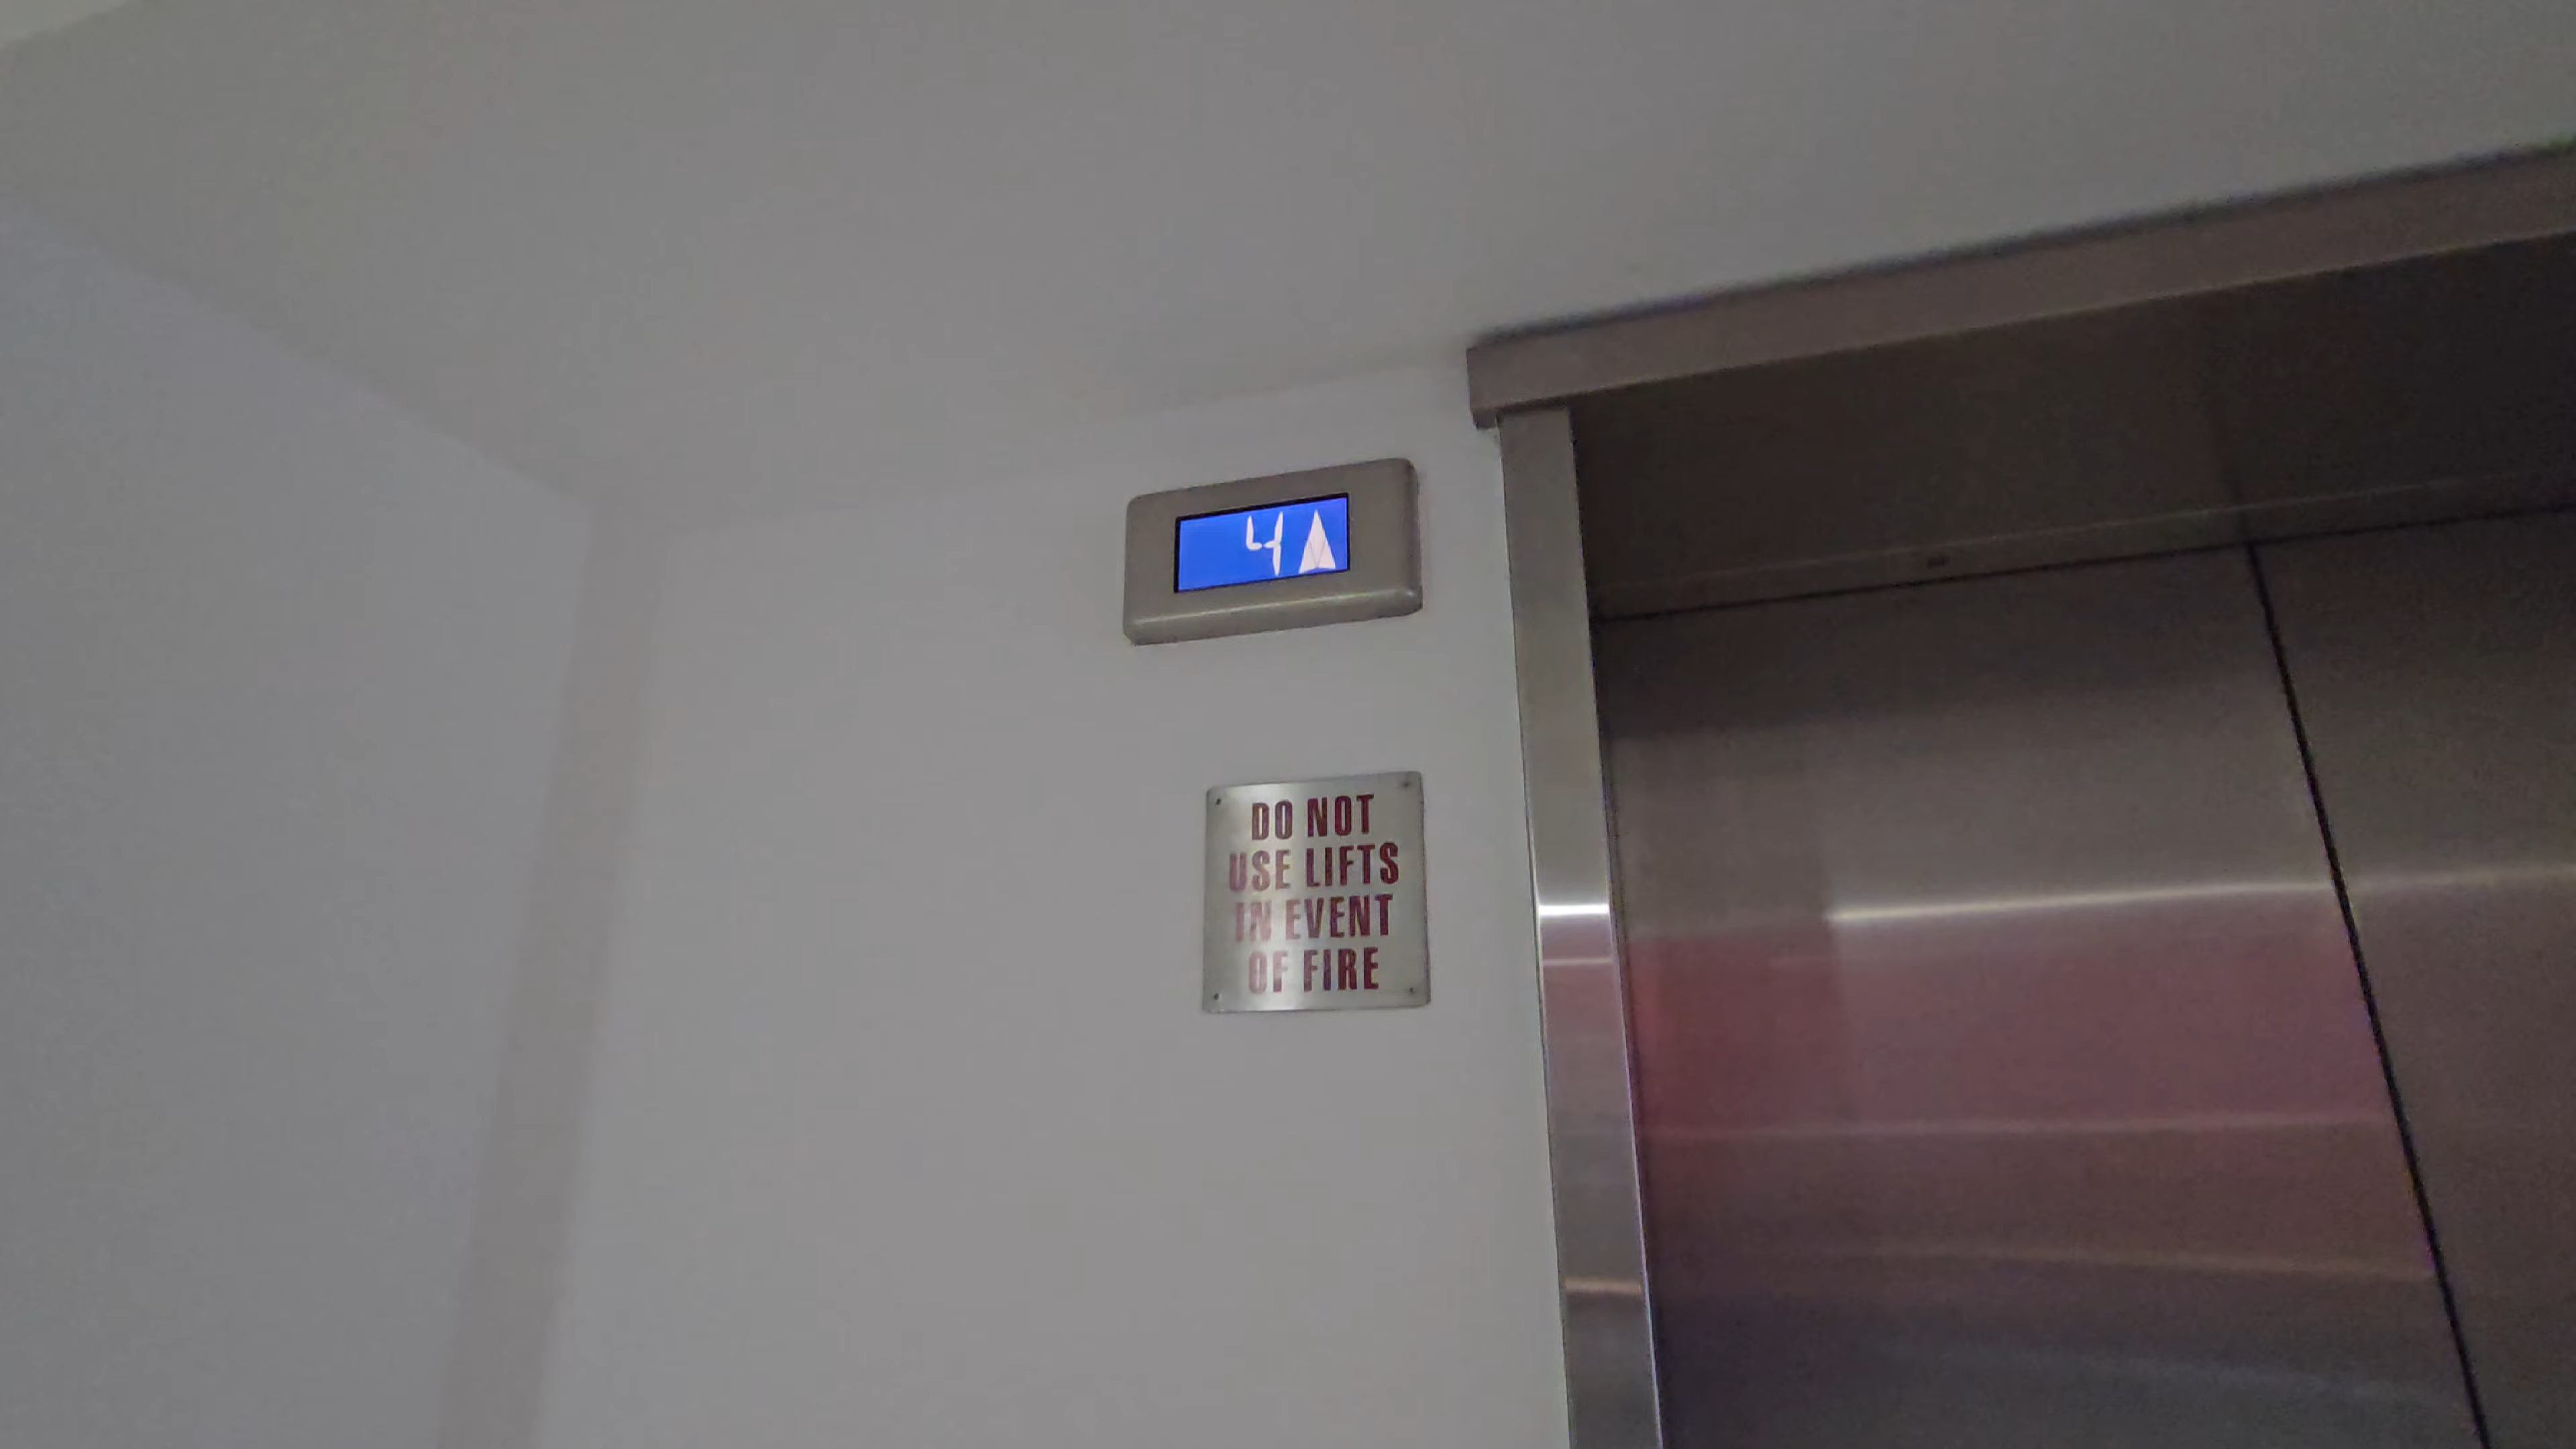 4
DO NOT
USE LIFTS
IN EVENT
OF FIRE